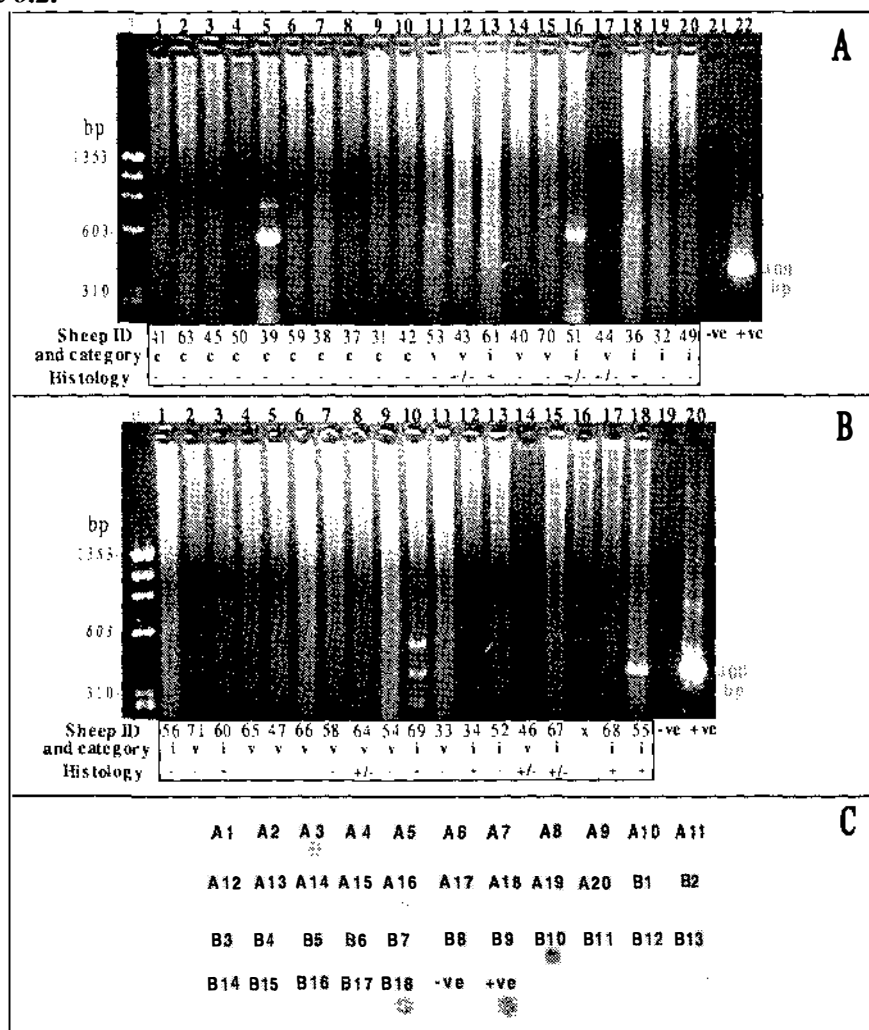 1 2 3 4 5 6 7 8 9 10 11 12 13 14 15 16 17 18 19 20 21 22
A
bp
1353
603
310
400
bp
Sheep ID 41 63 45 50 39 59 38 37 31 42 53 43 61 40 70 51 44 36 32 49 -ve +ve
and category c c c c c c c c c c v v i v v i v i i i
Histology - - - - - - - - - - - +/- + - - +/- +/- + - -
1 2 3 4 5 6 7 8 9 10 11 12 13 14 15 16 17 18 19 20
B
bp
1353-
603-
310-
400
bp
Sheep ID 56 71 60 65 47 66 58 64 54 69 33 34 52 46 67 x 68 55 -ve +ve
and category i v i v v v v v v i v i i v i i i
Histology - - + - - - - +/- - + - + - +/- +/- + +
C
A1 A2 A3 A4 A5 A6 A7 A8 A9 A10 A11
A12 A13 A14 A15 A16 A17 A18 A19 A20 B1 B2
B3 B4 B5 B6 B7 B8 B9 B10 B11 B12 B13
B14 B15 B16 B17 B18 -ve +ve